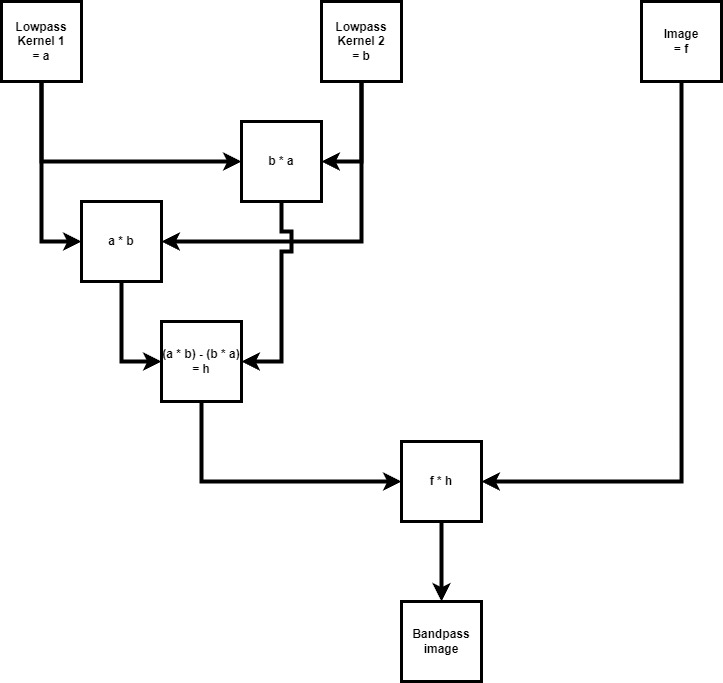 Lowpass
Kernel 1
= a
Lowpass
Kernel 2
= b
Image
= f
b * a
a * b
(a * b) - (b * a)
= h
f * h
Bandpass
image